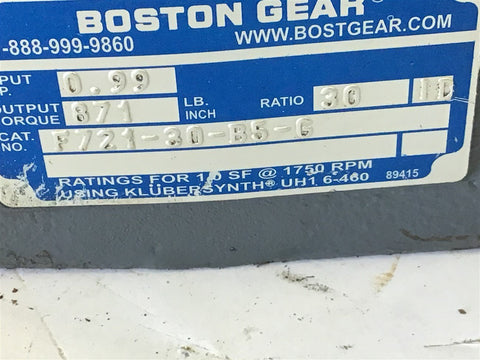 BOSTON GEAR
-888-999-9860 WWW.BOSTGEAR.COM
PUT P. 0.99
OUTPUT TORQUE 871 LB. INCH RATIO 30
CAT. NO. F721-30-B5-G
RATINGS FOR 1.0 SF @ 1750 RPM
USING KLÜBERSYNTH® UH1 6-460 89415